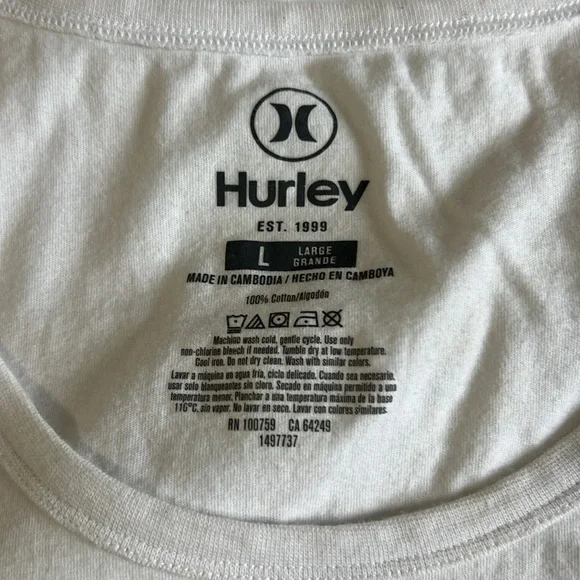 Hurley
EST. 1999
L LARGE
GRANDE
MADE IN CAMBODIA / HECHO EN CAMBOYA
100% Cotton/Algodón
Machine wash cold, gentle cycle. Use only
non-chlorine bleech if needed. Tumble dry at low temperature.
Cool iron. Do not dry clean. Wash with similar colors.
Lavar a máquina en agua fría, ciclo delicado. Cuando sea necesario,
usar solo blanqueantes sin cloro. Secado en máquina permitido a una
temperatura menor. Planchar a una temperatura máxima de la base
116°C, sin vapor. No lavar en seco. Lavar con colores similares.
RN 100759 CA 64249
1497737